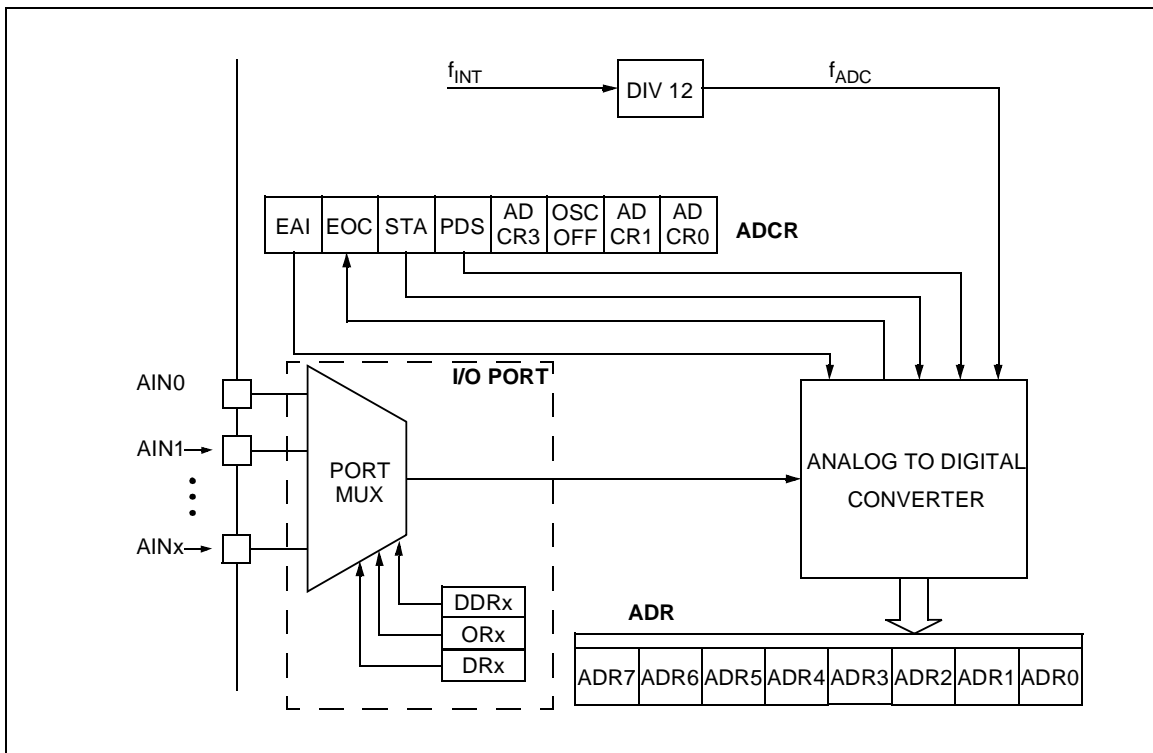 fINT
DIV 12
fADC
EAI
EOC
STA
PDS
AD
CR3
OSC
OFF
AD
CR1
AD
CR0
ADCR
I/O PORT
AIN0
AIN1
AINx
PORT
MUX
ANALOG TO DIGITAL
CONVERTER
DDRx
ORx
DRx
ADR
ADR7 ADR6 ADR5 ADR4 ADR3 ADR2 ADR1 ADR0